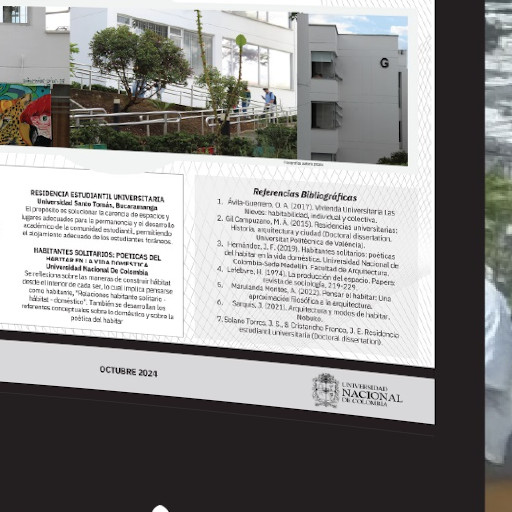 G
RESIDENCIA ESTUDIANTIL UNIVERSITARIA
Universidad Santo Tomás, Bucaramanga
El propósito es solucionar la carencia de espacios y
lugares adecuados para la permanencia y el desarrollo
académico de la comunidad estudiantil, permitiendo
el alojamiento adecuado de los estudiantes foráneos.
HABITANTES SOLITARIOS: POÉTICAS DEL
HABITAR EN LA VIDA DOMÉSTICA
Universidad Nacional De Colombia
Se reflexiona sobre las maneras de construir hábitat
desde el interior de cada ser, lo cual implica pensarse
como habitante, "Relaciones habitante solitario -
hábitat - doméstico". También se desarrollan los
referentes conceptuales sobre lo doméstico y sobre la
poética del habitar
Referencias Bibliográficas
1. Ávila-Guerrero, O. A. (2017). Vivienda Universitaria Las
Nieves: habitabilidad, individual y colectiva.
2. Gil Campuzano, M. A. (2015). Residencias universitarias:
Historia, arquitectura y ciudad (Doctoral dissertation,
Universitat Politècnica de València).
3. Hernández, J. F. (2019). Habitantes solitarios: poéticas
del habitar en la vida doméstica. Universidad Nacional de
Colombia-Sede Medellín. Facultad de Arquitectura.
4. Lefebvre, H. (1974). La producción del espacio. Papers:
revista de sociología, 219-229.
5. Marulanda Montes, A. (2022). Pensar el habitar: Una
aproximación filosófica a la arquitectura.
6. Sarquis, J. (2021). Arquitectura y modos de habitar.
Nobuko.
7. Solano Torres, J. S., & Cristancho Franco, J. E. Residencia
estudiantil universitaria (Doctoral dissertation).
OCTUBRE 2024
UNIVERSIDAD
NACIONAL
DE COLOMBIA